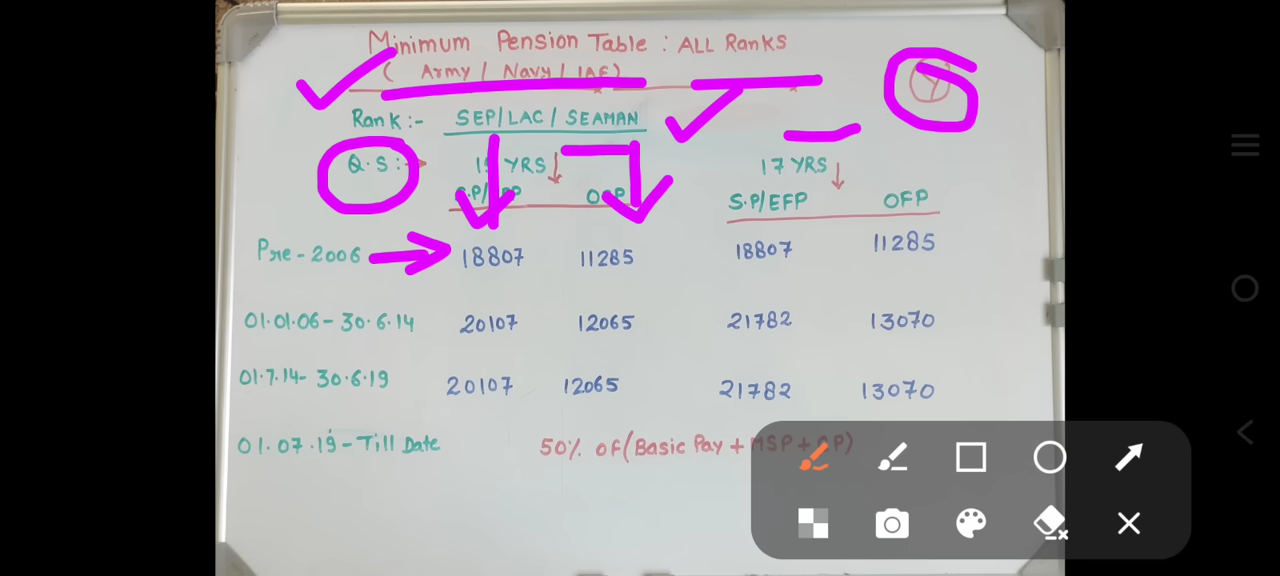 Minimum Pension Table : ALL Ranks
( Army / Navy / IAF)
Y
Rank :- SEP/LAC / SEAMAN
Q.S :- YRS 17 YRS
OFP S.P/EFP OFP
Pre - 2006 18807 11285 18807 11285
01.01.06 - 30.6.14 20107 12065 21782 13070
01.7.14 - 30.6.19 20107 12065 21782 13070
01.07.19 - Till Date 50% OF (Basic Pay + MSP +